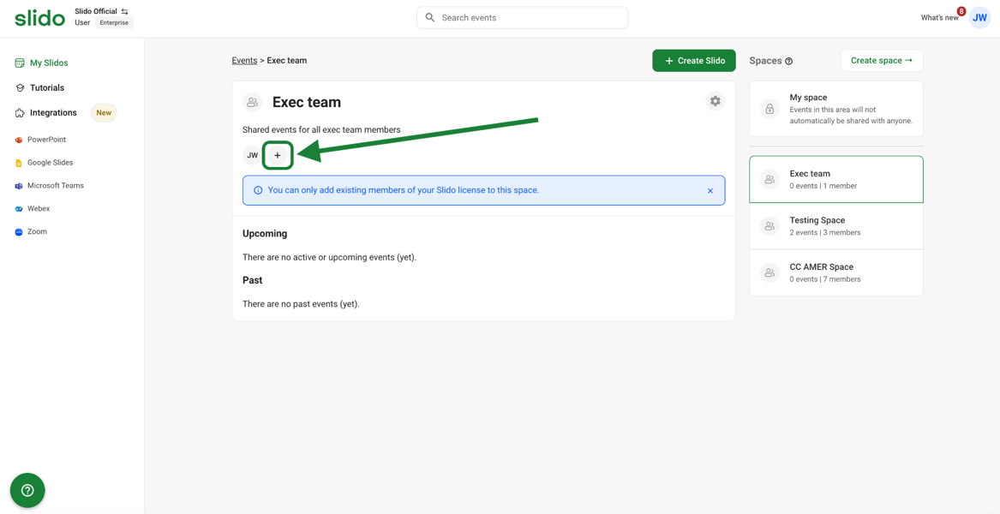 slido
Slido Official
User Enterprise
Search events
What's new 8 JW
My Slidos
Tutorials
Integrations New
PowerPoint
Google Slides
Microsoft Teams
Webex
Zoom
Events > Exec team
+ Create Slido
Exec team
Shared events for all exec team members
JW +
You can only add existing members of your Slido license to this space.
Upcoming
There are no active or upcoming events (yet).
Past
There are no past events (yet).
Spaces
Create space →
My space
Events in this area will not
automatically be shared with anyone.
Exec team
0 events | 1 member
Testing Space
2 events | 3 members
CC AMER Space
0 events | 7 members